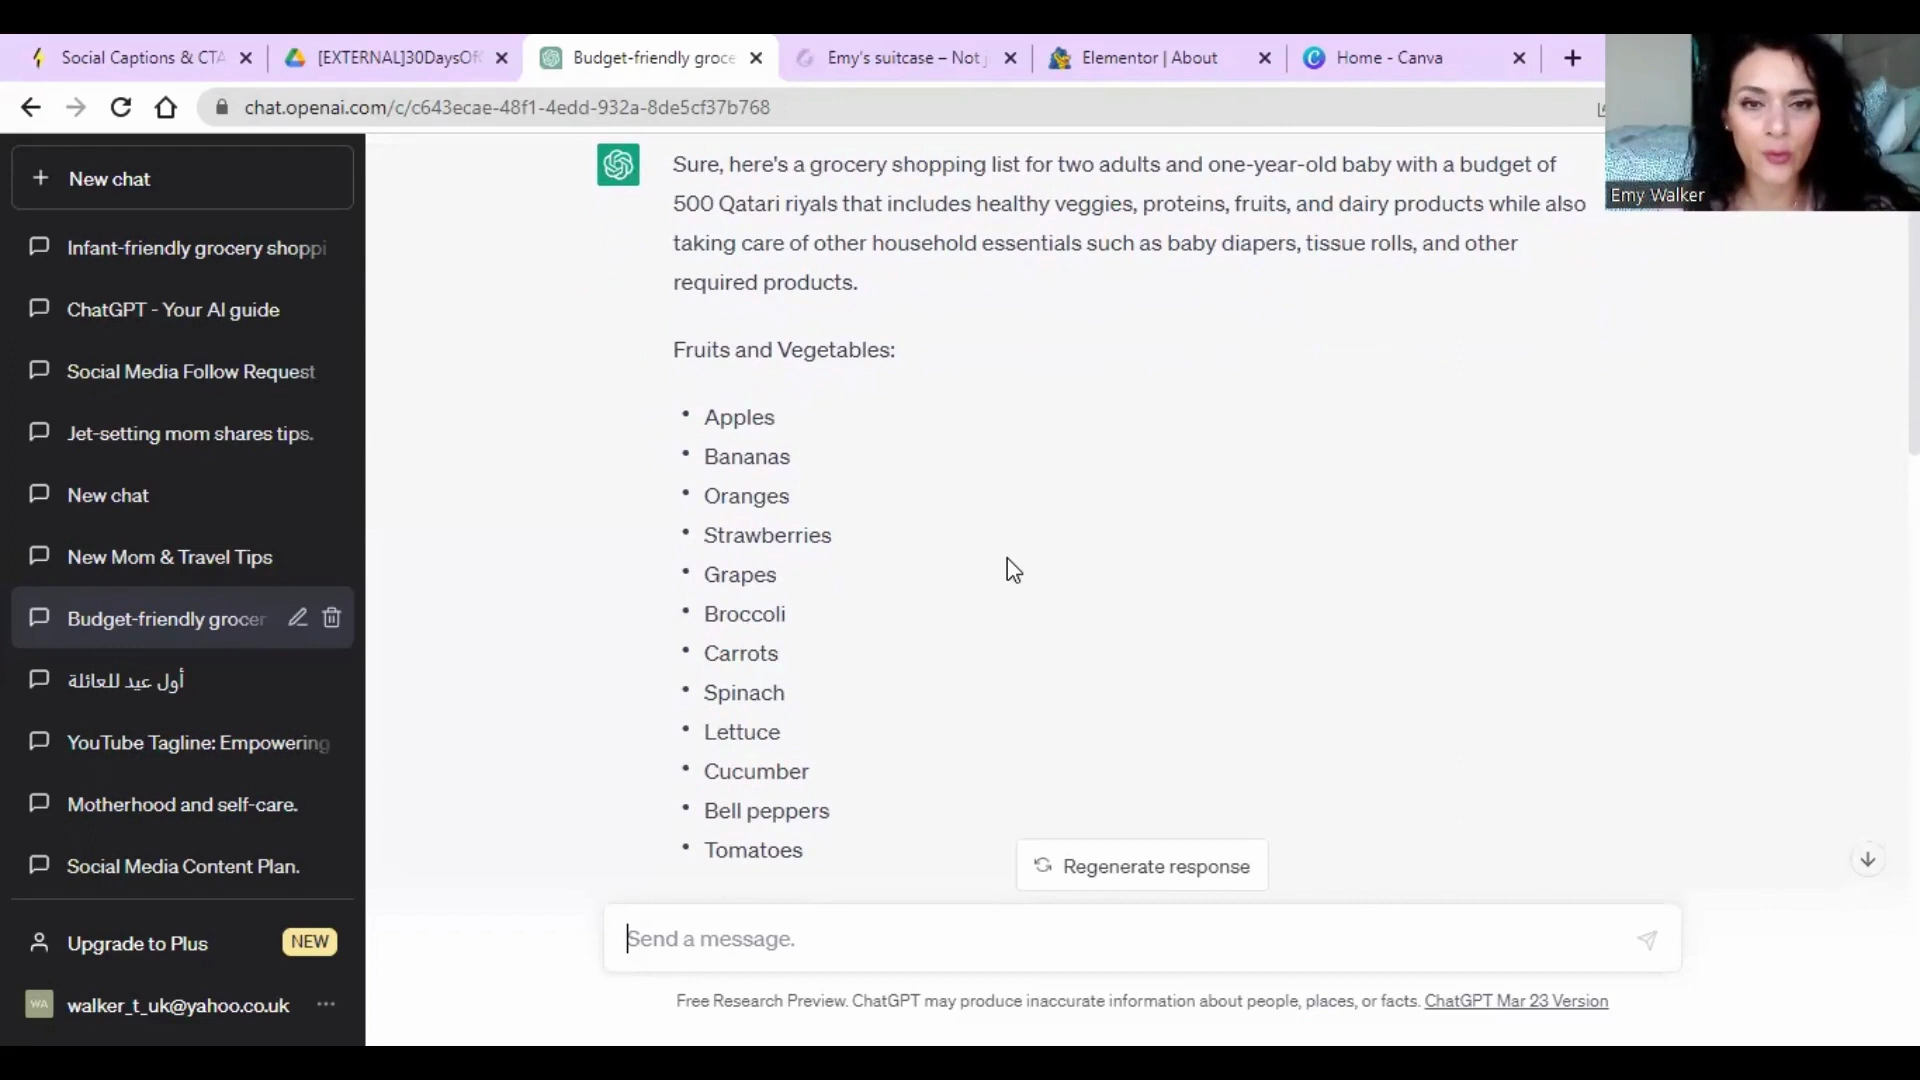 Social Captions & CTA
[EXTERNAL]30DaysOf
Budget-friendly groce
Emy's suitcase – Not j
Elementor | About
Home - Canva
chat.openai.com/c/c643ecae-48f1-4edd-932a-8de5cf37b768
Emy Walker
New chat
Infant-friendly grocery shoppi
ChatGPT - Your AI guide
Social Media Follow Request
Jet-setting mom shares tips.
New chat
New Mom & Travel Tips
Budget-friendly grocer
أول عيد للعائلة
YouTube Tagline: Empowering
Motherhood and self-care.
Social Media Content Plan.
Upgrade to Plus NEW
WA walker_t_uk@yahoo.co.uk
Sure, here's a grocery shopping list for two adults and one-year-old baby with a budget of
500 Qatari riyals that includes healthy veggies, proteins, fruits, and dairy products while also
taking care of other household essentials such as baby diapers, tissue rolls, and other
required products.
Fruits and Vegetables:
• Apples
• Bananas
• Oranges
• Strawberries
• Grapes
• Broccoli
• Carrots
• Spinach
• Lettuce
• Cucumber
• Bell peppers
• Tomatoes
Regenerate response
Send a message.
Free Research Preview. ChatGPT may produce inaccurate information about people, places, or facts. ChatGPT Mar 23 Version